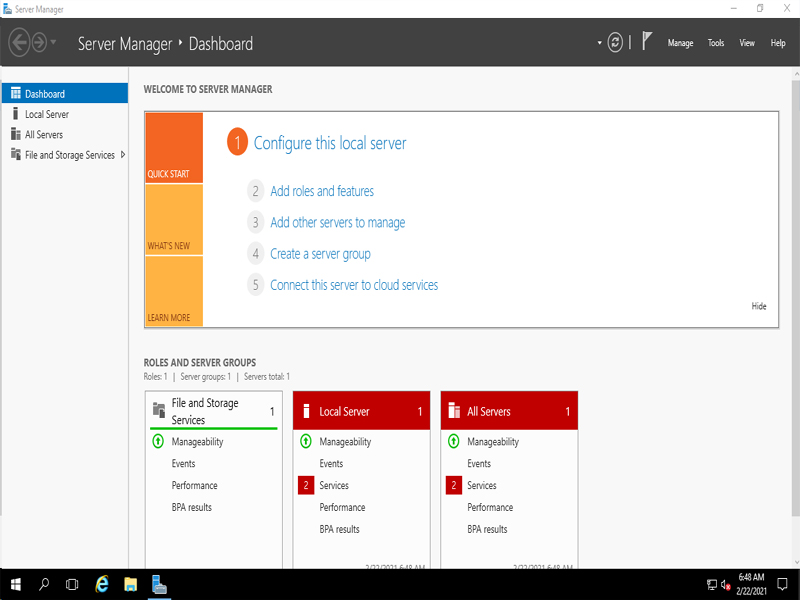 Server Manager
Server Manager • Dashboard
Manage Tools View Help
Dashboard
Local Server
All Servers
File and Storage Services
WELCOME TO SERVER MANAGER
QUICK START
WHAT'S NEW
LEARN MORE
1 Configure this local server
2 Add roles and features
3 Add other servers to manage
4 Create a server group
5 Connect this server to cloud services
Hide
ROLES AND SERVER GROUPS
Roles: 1 | Server groups: 1 | Servers total: 1
File and Storage
Services
1
Manageability
Events
Performance
BPA results
Local Server 1
Manageability
Events
2 Services
Performance
BPA results
2/22/2021 6:48 AM
All Servers 1
Manageability
Events
2 Services
Performance
BPA results
2/22/2021 6:48 AM
6:48 AM
2/22/2021